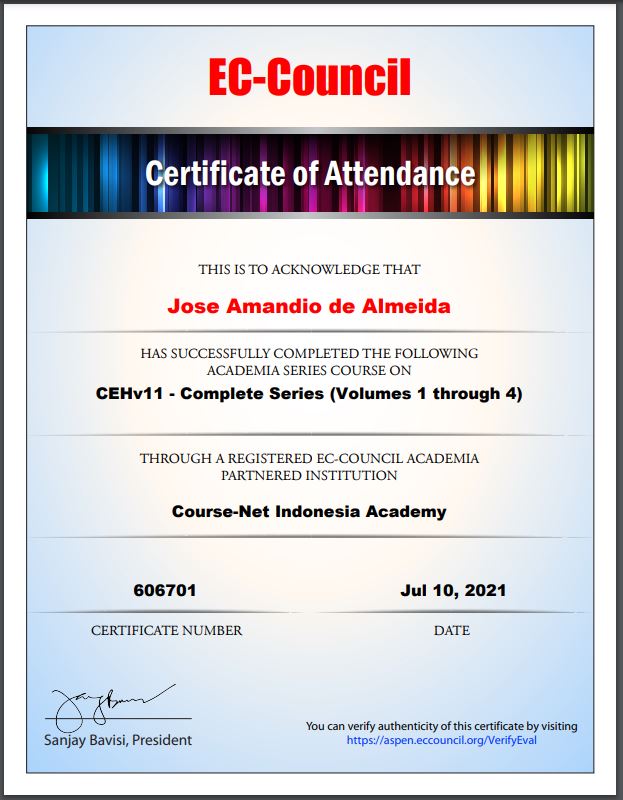 EC-Council
Certificate of Attendance
THIS IS TO ACKNOWLEDGE THAT
Jose Amandio de Almeida
HAS SUCCESSFULLY COMPLETED THE FOLLOWING
ACADEMIA SERIES COURSE ON
CEHv11 - Complete Series (Volumes 1 through 4)
THROUGH A REGISTERED EC-COUNCIL ACADEMIA
PARTNERED INSTITUTION
Course-Net Indonesia Academy
606701
Jul 10, 2021
CERTIFICATE NUMBER
DATE
Sanjay Bavisi, President
You can verify authenticity of this certificate by visiting
https://aspen.eccouncil.org/VerifyEval